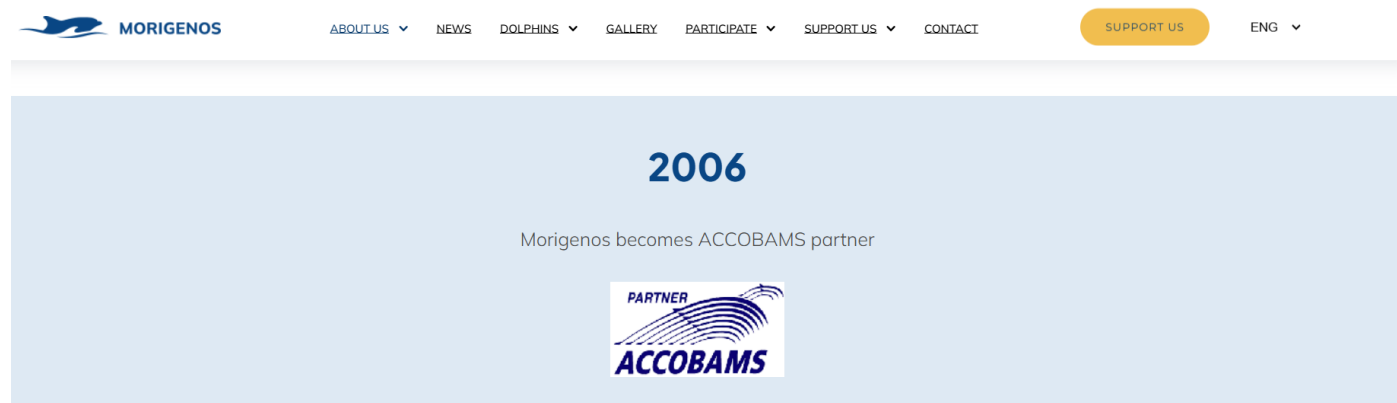 MORIGENOS ABOUT US NEWS DOLPHINS GALLERY PARTICIPATE SUPPORT US CONTACT SUPPORT US ENG
2006
Morigenos becomes ACCOBAMS partner
PARTNER
ACCOBAMS